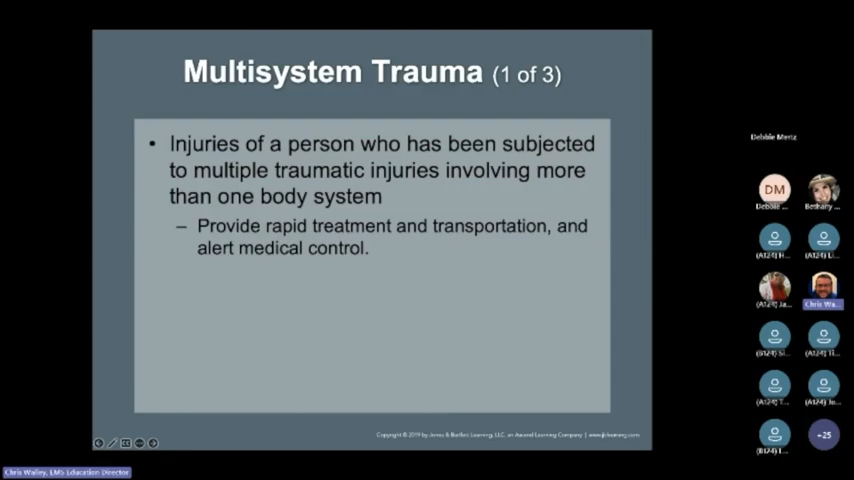 Multisystem Trauma (1 of 3)
• Injuries of a person who has been subjected
to multiple traumatic injuries involving more
than one body system
– Provide rapid treatment and transportation, and
alert medical control.
Copyright © 2019 by Jones & Bartlett Learning, LLC, an Ascend Learning Company | www.jblearning.com
Chris Walley, EMS Education Director
Debbie Mertz
DM
Debbie ...
Bethany ...
(A124) H...
(A124) Li...
(A124) Ja...
Chris Wa...
(B124) Si...
(A124) Ti...
(A124) T...
(A124) Jo...
+25